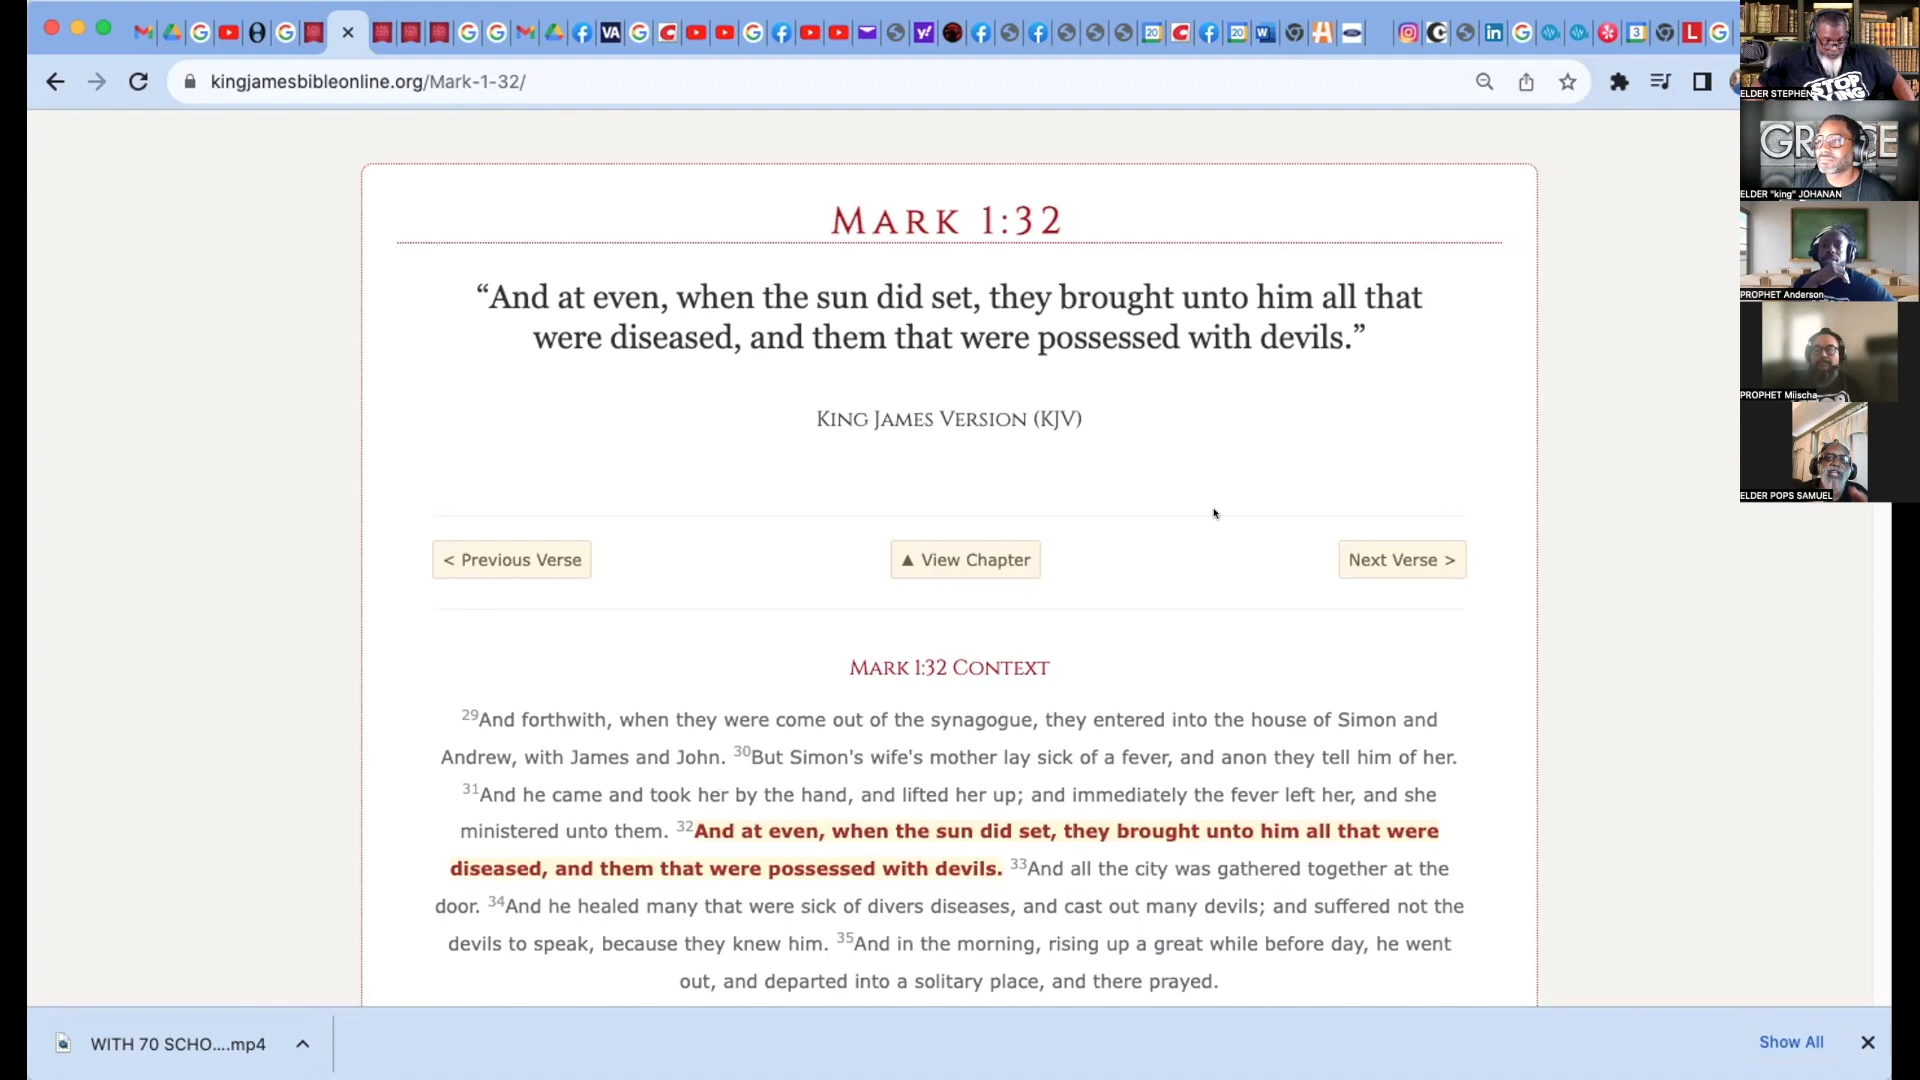 kingjamesbibleonline.org/Mark-1-32/
MARK 1:32
“And at even, when the sun did set, they brought unto him all that
were diseased, and them that were possessed with devils.”
KING JAMES VERSION (KJV)
< Previous Verse
▲ View Chapter
Next Verse >
MARK 1:32 CONTEXT
29And forthwith, when they were come out of the synagogue, they entered into the house of Simon and
Andrew, with James and John. 30But Simon's wife's mother lay sick of a fever, and anon they tell him of her.
31And he came and took her by the hand, and lifted her up; and immediately the fever left her, and she
ministered unto them. 32And at even, when the sun did set, they brought unto him all that were
diseased, and them that were possessed with devils. 33And all the city was gathered together at the
door. 34And he healed many that were sick of divers diseases, and cast out many devils; and suffered not the
devils to speak, because they knew him. 35And in the morning, rising up a great while before day, he went
out, and departed into a solitary place, and there prayed.
WITH 70 SCHO....mp4
Show All
ELDER STEPHEN
STOP
ELDER "king" JOHANAN
PROPHET Anderson
PROPHET Miischa
ELDER POPS SAMUEL